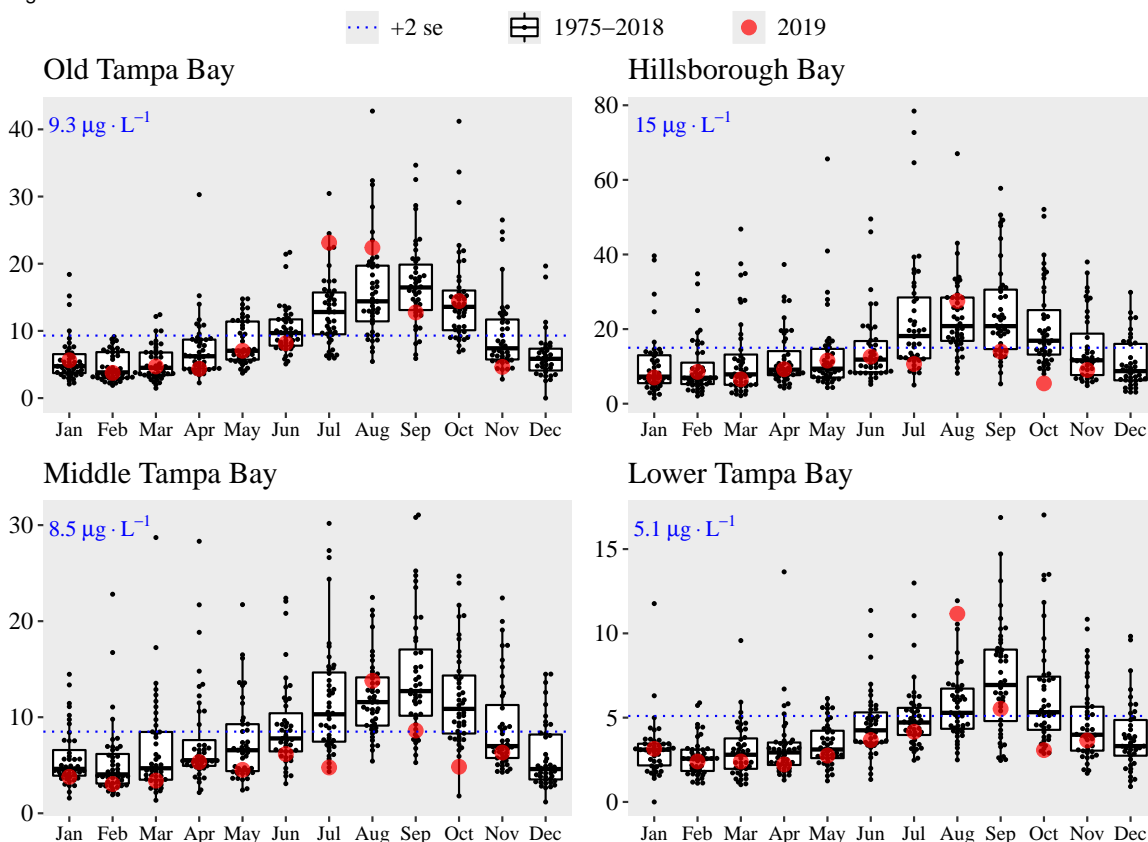 +2 se 1975–2018 2019
Old Tampa Bay
9.3 μg · L⁻¹
40
30
20
10
0
Jan Feb Mar Apr May Jun Jul Aug Sep Oct Nov Dec
Hillsborough Bay
15 μg · L⁻¹
80
60
40
20
0
Jan Feb Mar Apr May Jun Jul Aug Sep Oct Nov Dec
Middle Tampa Bay
8.5 μg · L⁻¹
30
20
10
0
Jan Feb Mar Apr May Jun Jul Aug Sep Oct Nov Dec
Lower Tampa Bay
5.1 μg · L⁻¹
15
10
5
0
Jan Feb Mar Apr May Jun Jul Aug Sep Oct Nov Dec